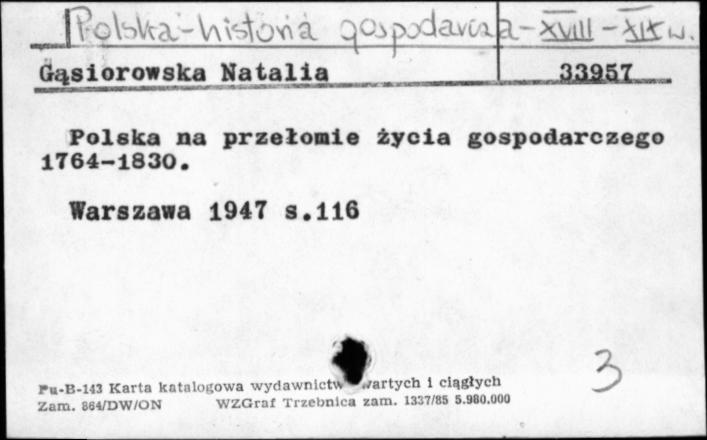 Polska-historia gospodarcza-XVIII-XIX w.
Gąsiorowska Natalia 33957
Polska na przełomie życia gospodarczego
1764-1830.
Warszawa 1947 s.116
3
Pu-B-143 Karta katalogowa wydawnictw zwartych i ciągłych
Zam. 864/DW/ON WZGraf Trzebnica zam. 1337/85 5.980.000